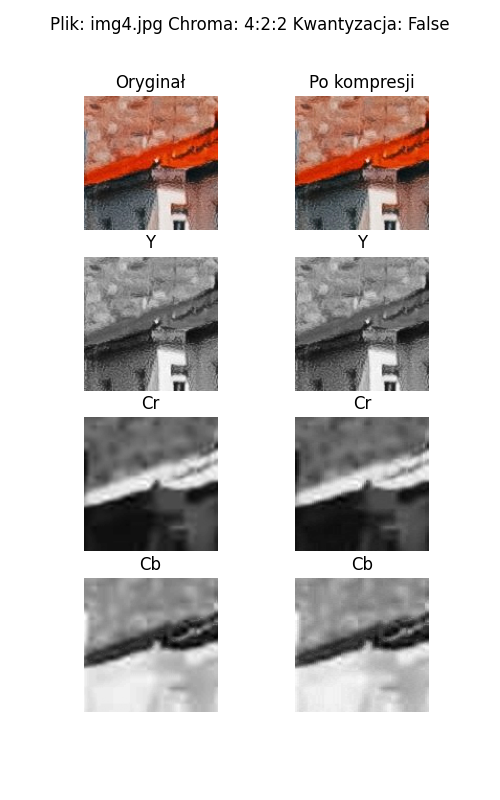 Plik: img4.jpg Chroma: 4:2:2 Kwantyzacja: False
Oryginał Po kompresji
Y Y
Cr Cr
Cb Cb